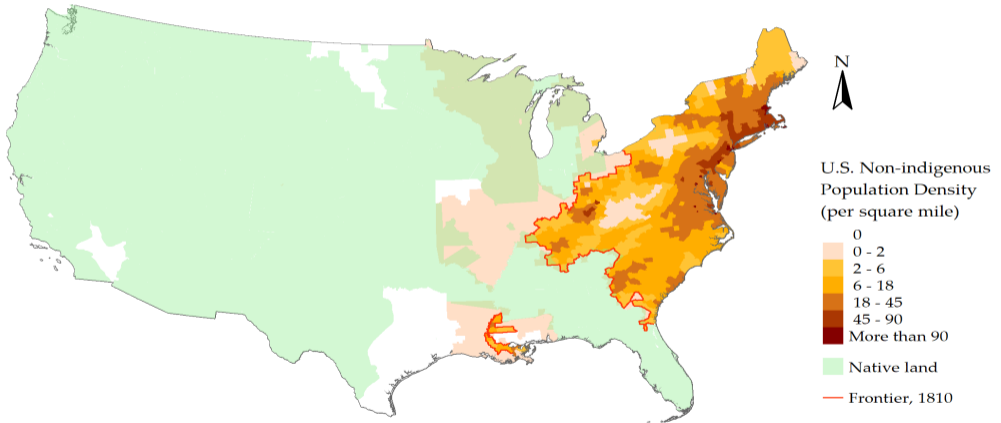 N
U.S. Non-indigenous
Population Density
(per square mile)
0
0 - 2
2 - 6
6 - 18
18 - 45
45 - 90
More than 90
Native land
Frontier, 1810